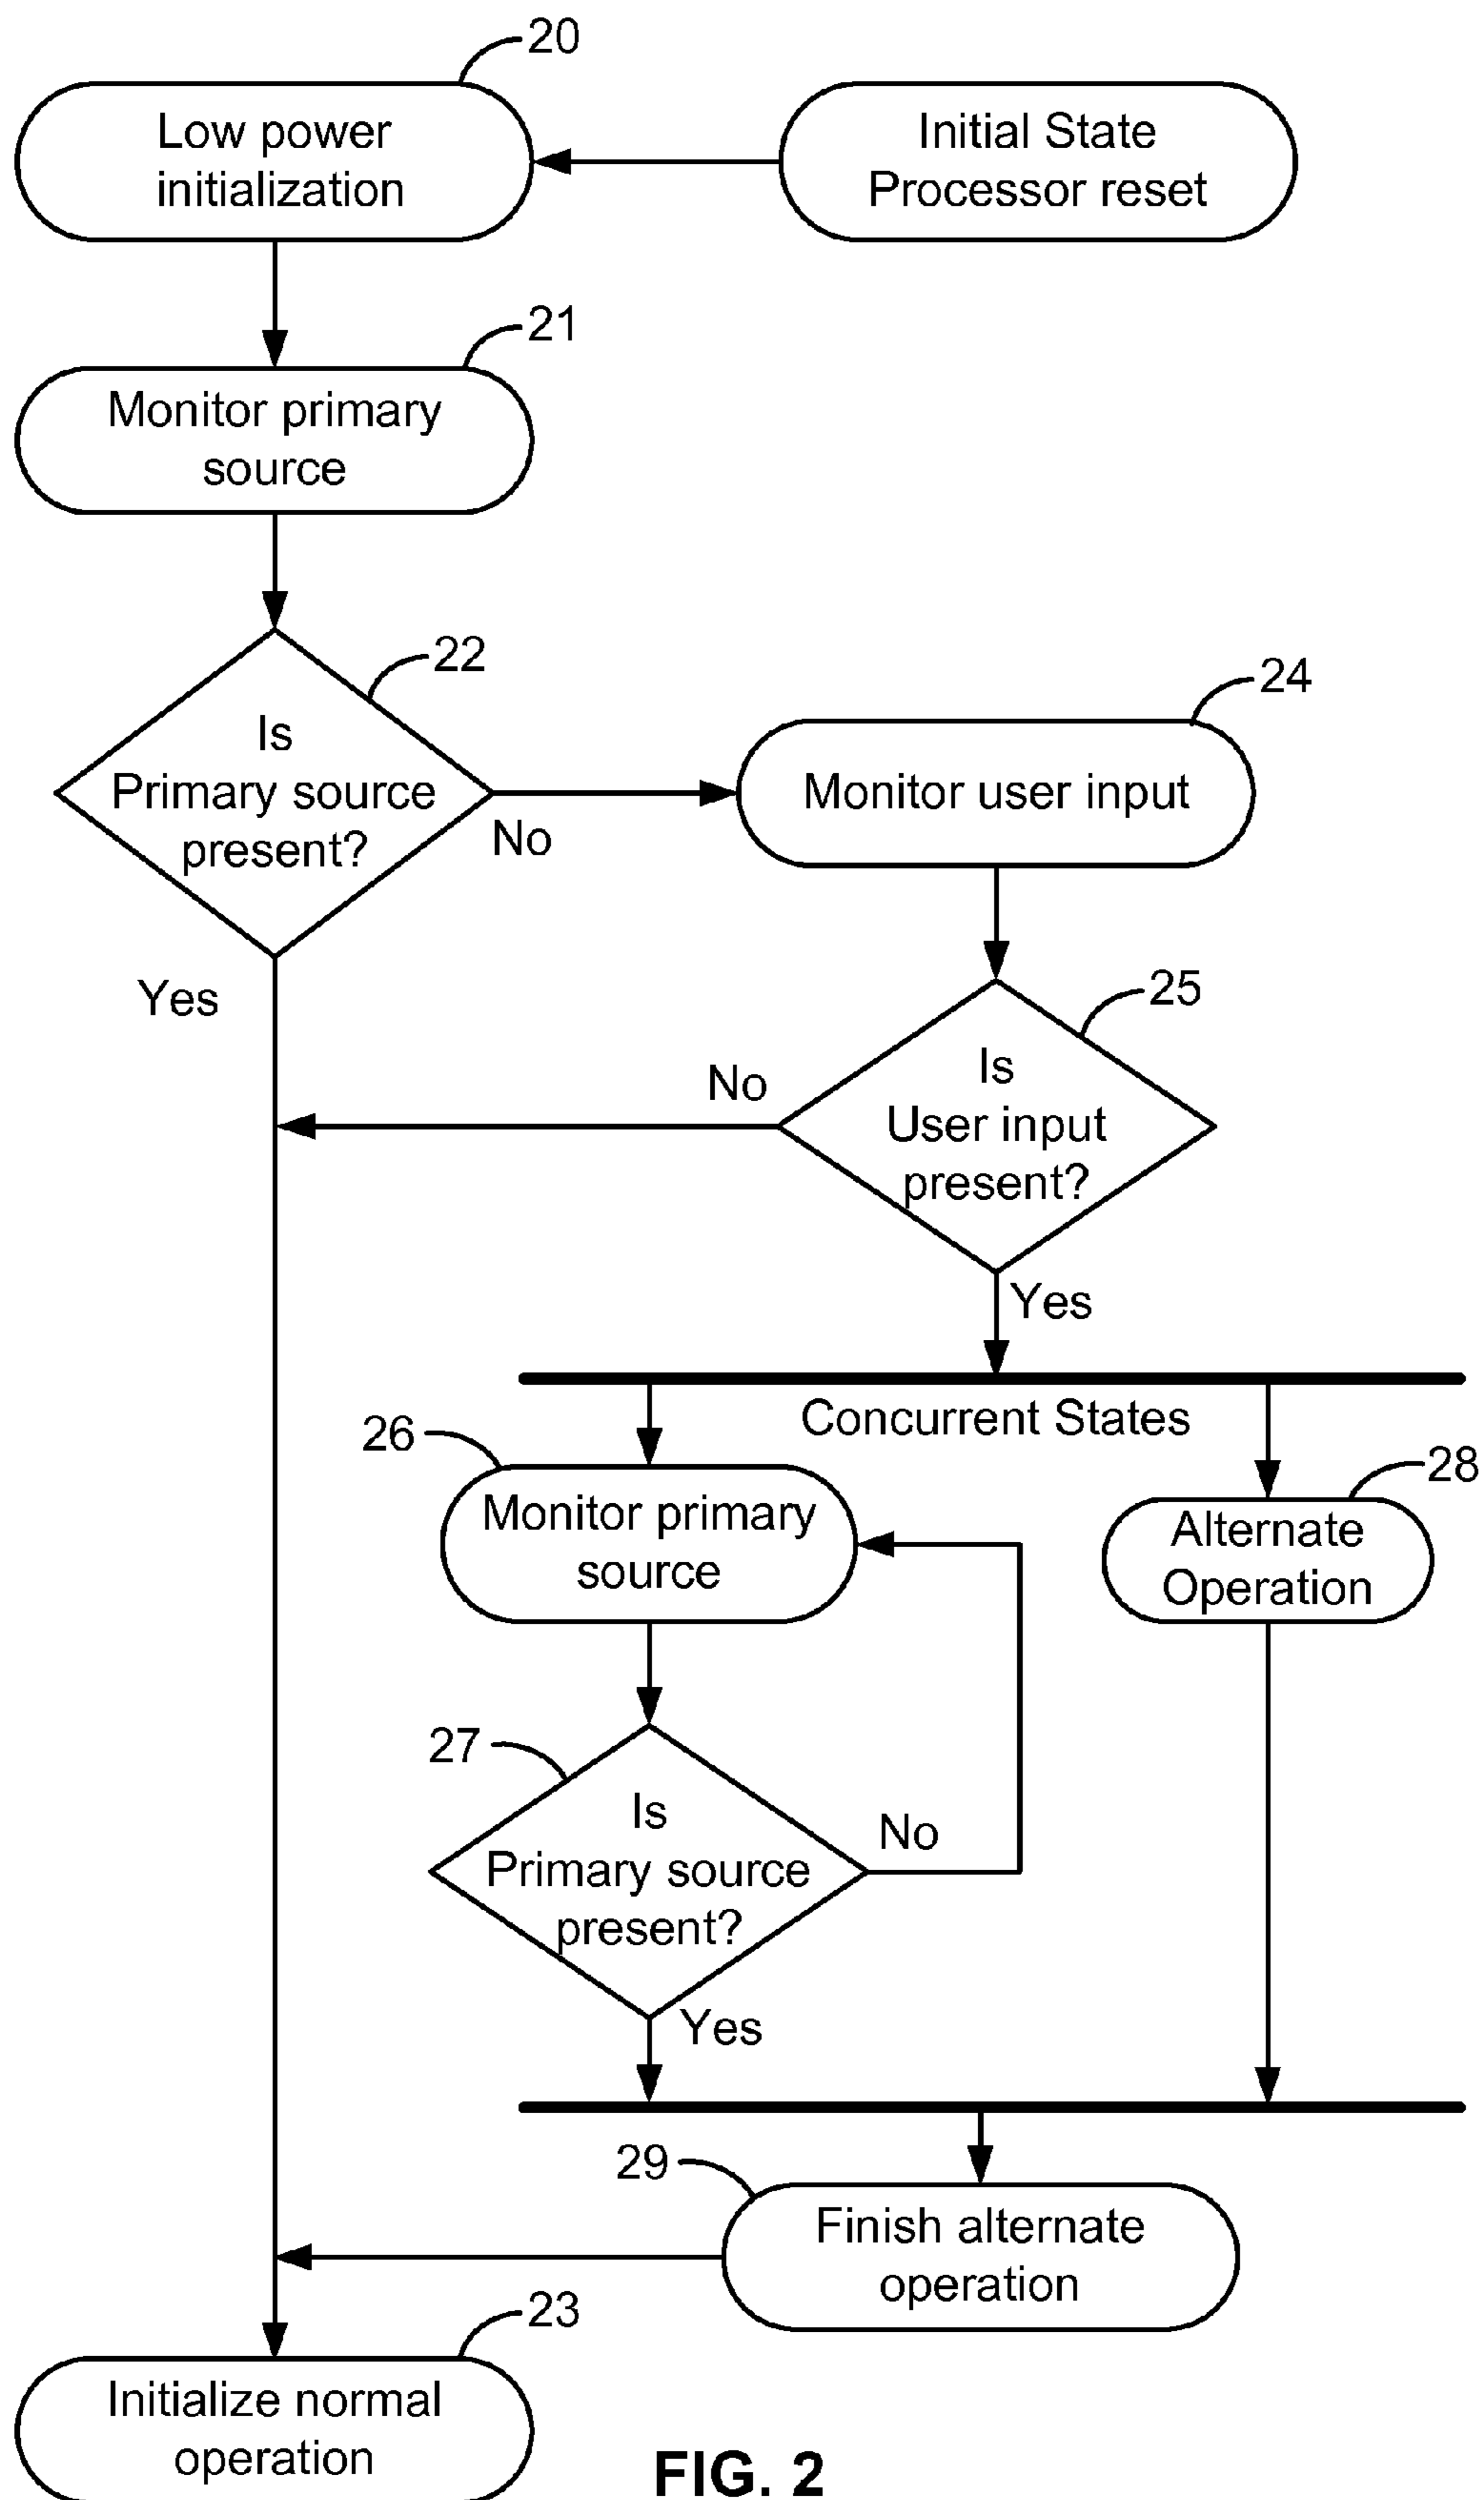 20
Low power
initialization
Initial State
Processor reset
21
Monitor primary
source
22
Is
Primary source
present?
No
Yes
24
Monitor user input
25
Is
User input
present?
No
Yes
Concurrent States
26
Monitor primary
source
28
Alternate
Operation
27
Is
Primary source
present?
No
Yes
29
Finish alternate
operation
23
Initialize normal
operation
FIG. 2